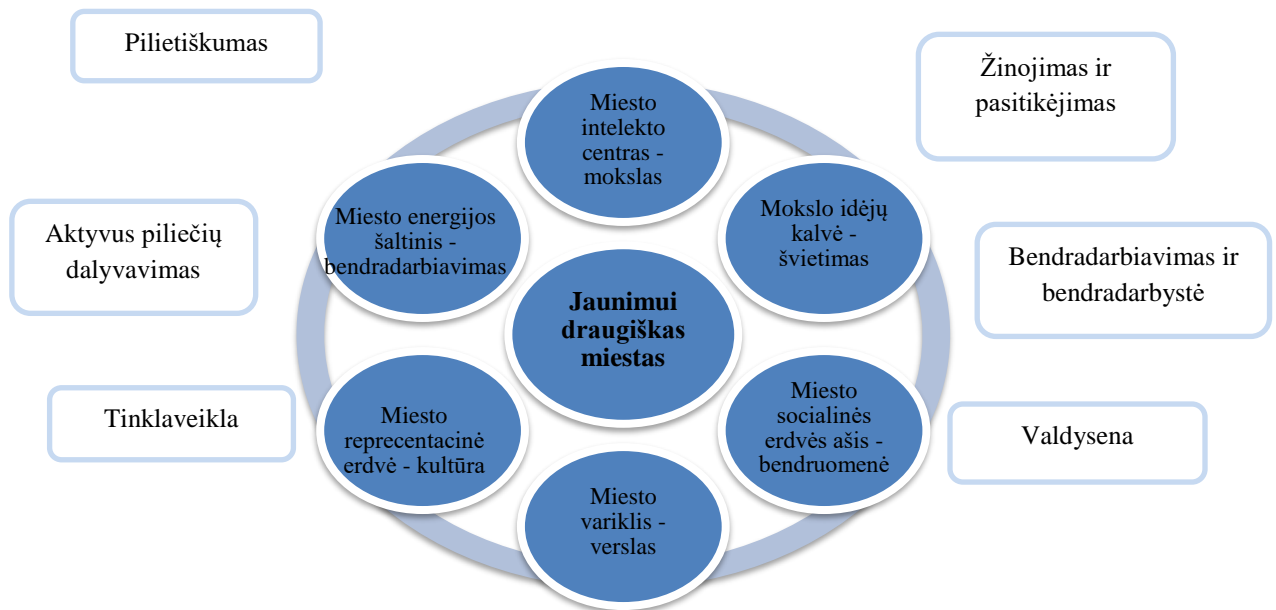 Pilietiškumas
Žinojimas ir
pasitikėjimas
Miesto
intelekto
centras -
mokslas
Miesto energijos
šaltinis -
bendradarbiavimas
Mokslo idėjų
kalvė -
švietimas
Aktyvus piliečių
dalyvavimas
Bendradarbiavimas ir
bendradarbystė
Jaunimui
draugiškas
miestas
Tinklaveikla
Miesto
reprecentacinė
erdvė - kultūra
Miesto
socialinės
erdvės ašis -
bendruomenė
Valdysena
Miesto
variklis -
verslas